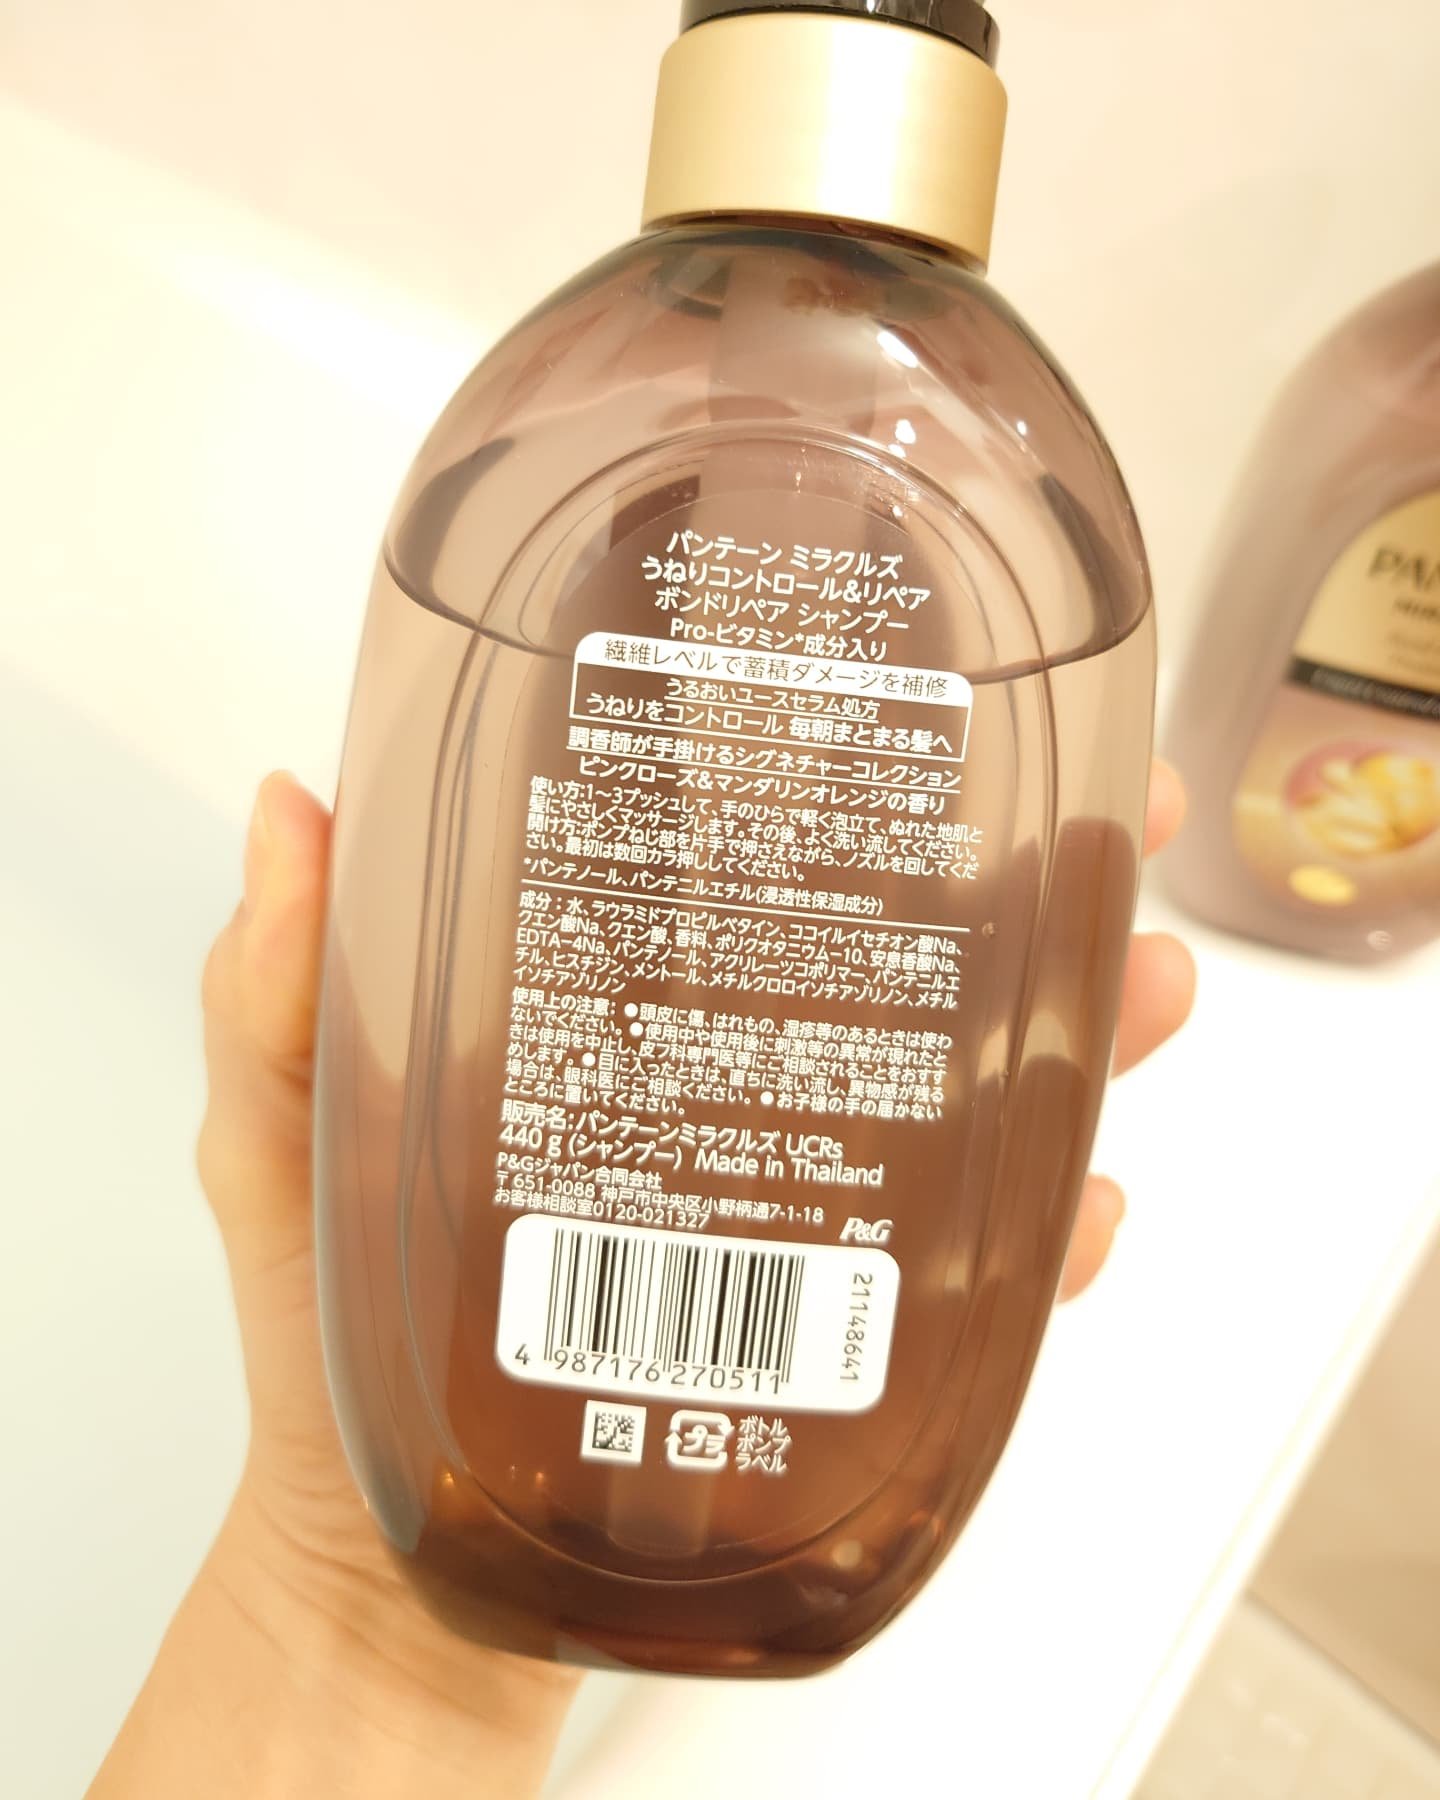 パンテーン ミラクルズ
うねりコントロール&リペア
ボンドリペア シャンプー
Pro-ビタミン*成分入り
繊維レベルで蓄積ダメージを補修
うるおいユースセラム処方
うねりをコントロール 毎朝まとまる髪へ
調香師が手掛けるシグネチャーコレクション
ピンクローズ&マンダリンオレンジの香り
使い方:1~3プッシュして、手のひらで軽く泡立て、ぬれた地肌と
髪にやさしくマッサージします。その後、よく洗い流してください。
開け方:ポンプねじ部を片手で押さえながら、ノズルを回してくだ
さい。最初は数回カラ押ししてください。
*パンテノール、パンテニルエチル(浸透性保湿成分)
成分:水、ラウラミドプロピルベタイン、ココイルイセチオン酸Na、
クエン酸Na、クエン酸、香料、ポリクオタニウム-10、安息香酸Na、
EDTA-4Na、パンテノール、アクリレーツコポリマー、パンテニルエ
チル、ヒスチジン、メントール、メチルクロロイソチアゾリノン、メチル
イソチアゾリノン
使用上の注意: ●頭皮に傷、はれもの、湿疹等のあるときは使わ
ないでください。 ●使用中や使用後に刺激等の異常が現れたと
きは使用を中止し、皮フ科専門医等にご相談されることをおすす
めします。 ●目に入ったときは、直ちに洗い流し、異物感が残る
場合は、眼科医にご相談ください。 ●お子様の手の届かない
ところに置いてください。
販売名:パンテーンミラクルズ UCRs
440 g (シャンプー) Made in Thailand
P&Gジャパン合同会社
〒651-0088 神戸市中央区小野柄通7-1-18
お客様相談室0120-021327
P&G
21148641
4 987176 270511
プラ
ボトル
ポンプ
ラベル